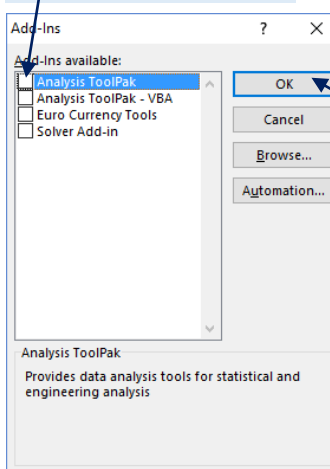 Add-Ins ? ×
Add-Ins available:
Analysis ToolPak
Analysis ToolPak - VBA
Euro Currency Tools
Solver Add-in
OK
Cancel
Browse...
Automation...
Analysis ToolPak
Provides data analysis tools for statistical and
engineering analysis